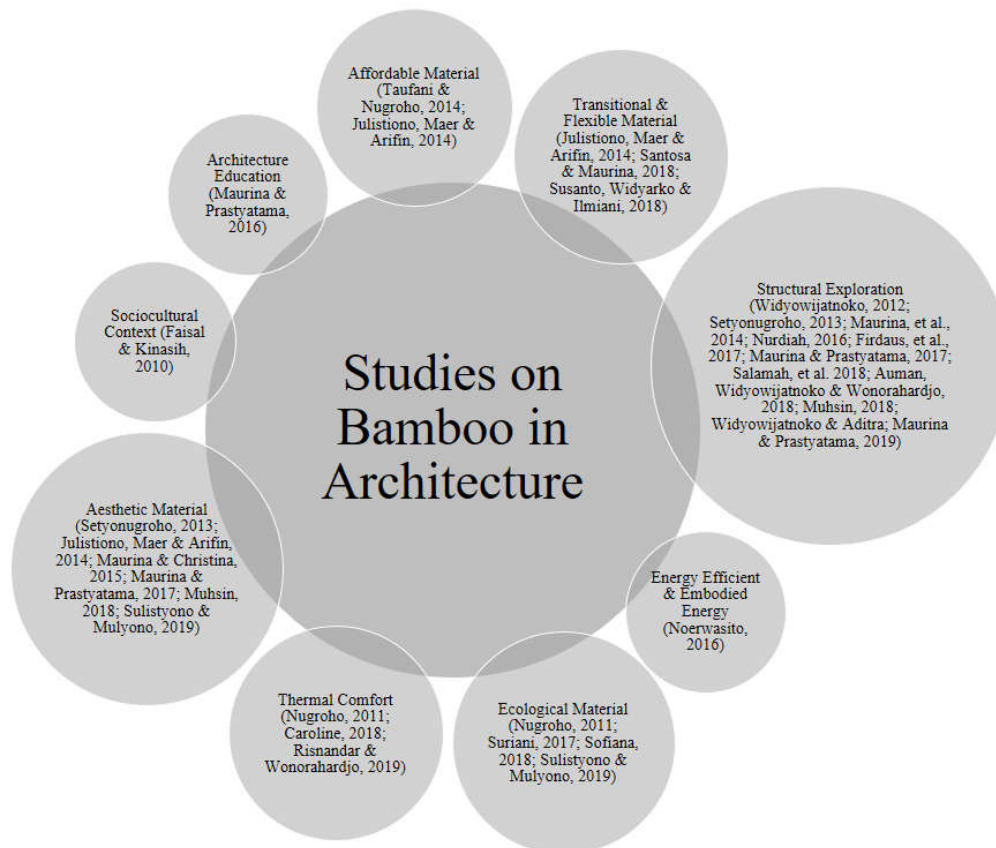 Affordable Material
(Taufani &
Nugroho, 2014;
Julistiono, Maer &
Arifin, 2014)
Transitional &
Flexible Material
(Julistiono, Maer &
Arifin, 2014; Santosa
& Maurina, 2018;
Susanto, Widyarko &
Ilmiani, 2018)
Architecture
Education
(Maurina &
Prastyatama,
2016)
Structural Exploration
(Widyowijatnoko, 2012;
Setyonugroho, 2013; Maurina, et al.,
2014; Nurdiah, 2016; Firdaus, et al.,
2017; Maurina & Prastyatama, 2017;
Salamah, et al. 2018; Auman,
Widyowijatnoko & Wonorahardjo,
2018; Muhsin, 2018;
Widyowijatnoko & Aditra; Maurina
& Prastyatama, 2019)
Sociocultural
Context (Faisal
& Kinasih,
2010)
Studies on
Bamboo in
Architecture
Aesthetic Material
(Setyonugroho, 2013;
Julistiono, Maer & Arifin,
2014; Maurina & Christina,
2015; Maurina &
Prastyatama, 2017; Muhsin,
2018; Sulistyono &
Mulyono, 2019)
Energy Efficient
& Embodied
Energy
(Noerwasito,
2016)
Thermal Comfort
(Nugroho, 2011;
Caroline, 2018;
Risnandar &
Wonorahardjo, 2019)
Ecological Material
(Nugroho, 2011;
Suriani, 2017; Sofiana,
2018; Sulistyono &
Mulyono, 2019)